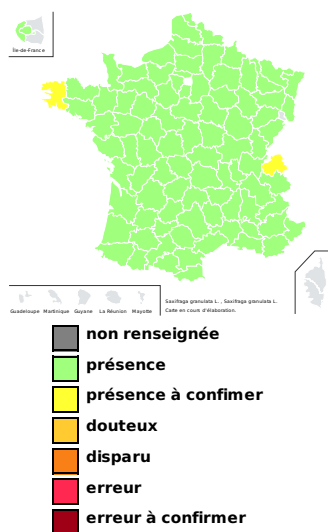 Île-de-France
Guadeloupe Martinique Guyane La Réunion Mayotte
Saxifraga granulata L. , Saxifraga granulata L.
Carte en cours d'élaboration.
non renseignée
présence
présence à confimer
douteux
disparu
erreur
erreur à confirmer